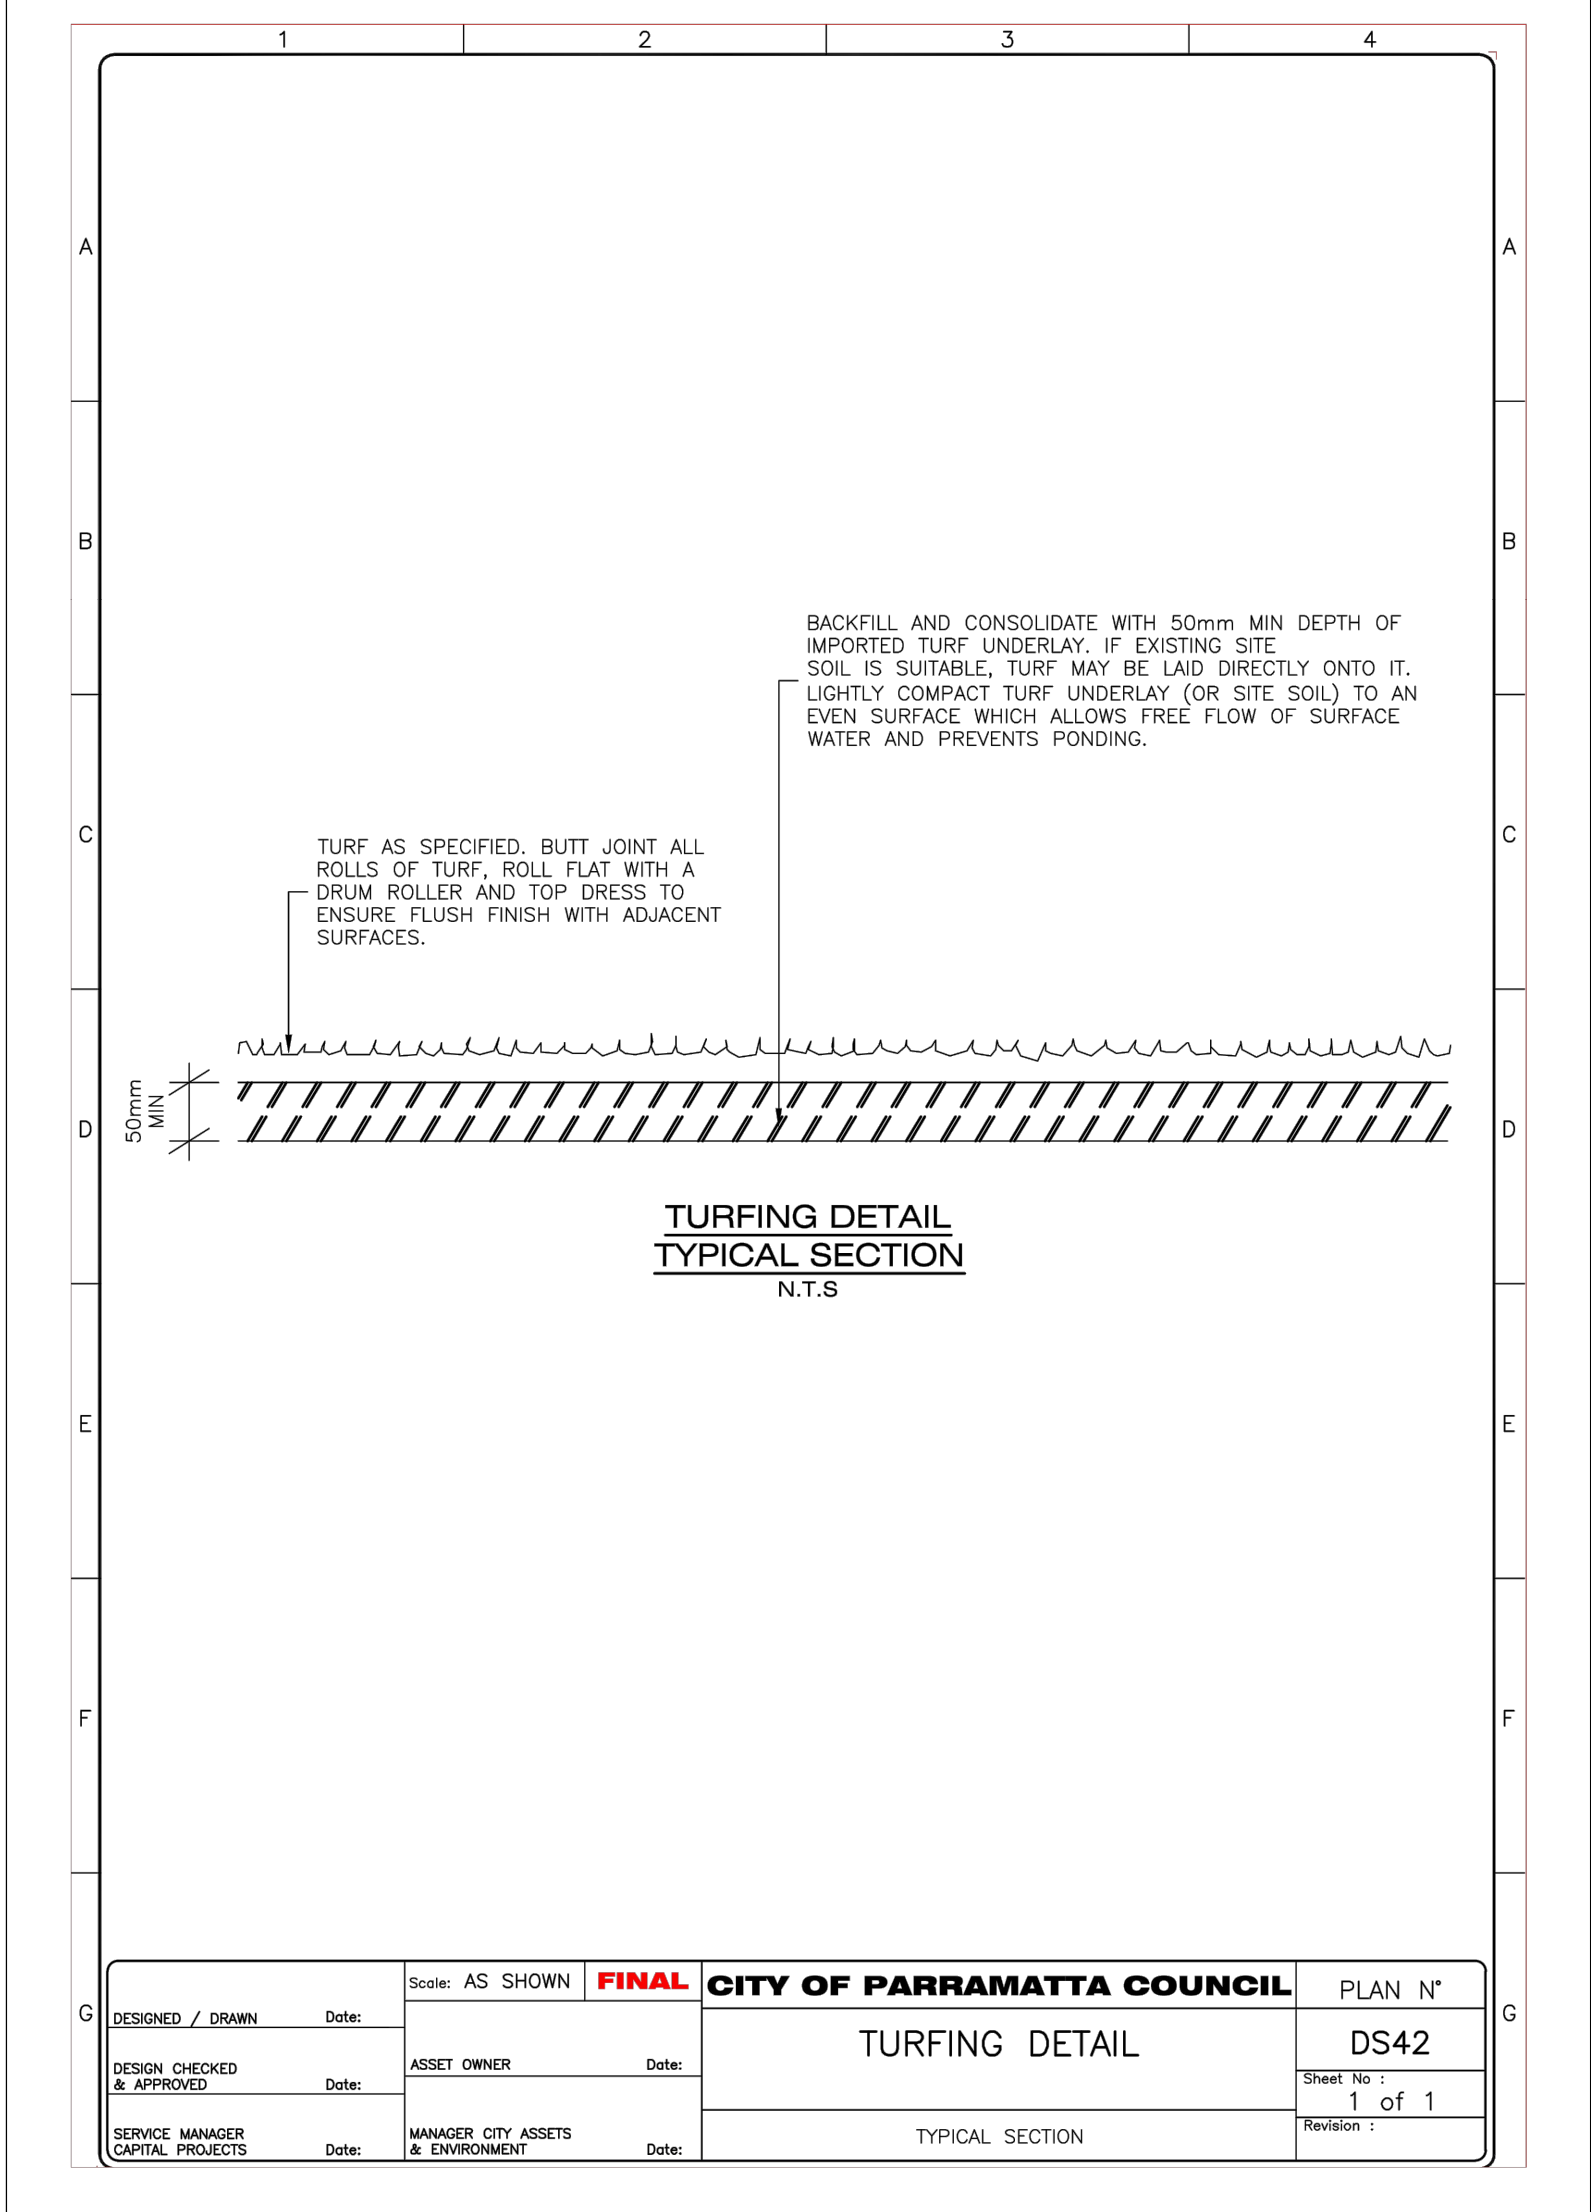 1 2 3 4
A A
B B
BACKFILL AND CONSOLIDATE WITH 50mm MIN DEPTH OF
IMPORTED TURF UNDERLAY. IF EXISTING SITE
SOIL IS SUITABLE, TURF MAY BE LAID DIRECTLY ONTO IT.
LIGHTLY COMPACT TURF UNDERLAY (OR SITE SOIL) TO AN
EVEN SURFACE WHICH ALLOWS FREE FLOW OF SURFACE
WATER AND PREVENTS PONDING.
C C
TURF AS SPECIFIED. BUTT JOINT ALL
ROLLS OF TURF, ROLL FLAT WITH A
DRUM ROLLER AND TOP DRESS TO
ENSURE FLUSH FINISH WITH ADJACENT
SURFACES.
50mm
MIN
D D
TURFING DETAIL
TYPICAL SECTION
N.T.S
E E
F F
G G
DESIGNED / DRAWN Date:
DESIGN CHECKED
& APPROVED Date:
SERVICE MANAGER
CAPITAL PROJECTS Date:
Scale: AS SHOWN
FINAL
ASSET OWNER Date:
MANAGER CITY ASSETS
& ENVIRONMENT Date:
CITY OF PARRAMATTA COUNCIL
TURFING DETAIL
TYPICAL SECTION
PLAN N°
DS42
Sheet No :
1 of 1
Revision :